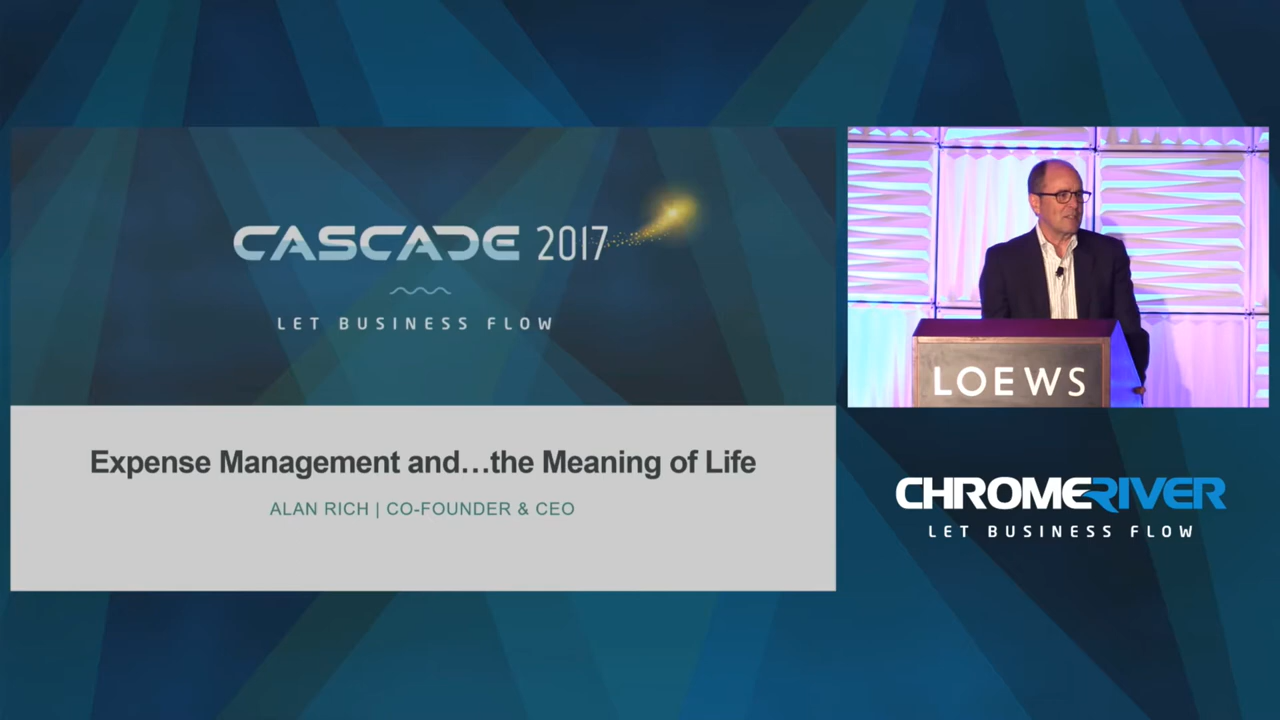 CASCADE 2017
LET BUSINESS FLOW
Expense Management and…the Meaning of Life
ALAN RICH | CO-FOUNDER & CEO
LOEWS
CHROMERIVER
LET BUSINESS FLOW